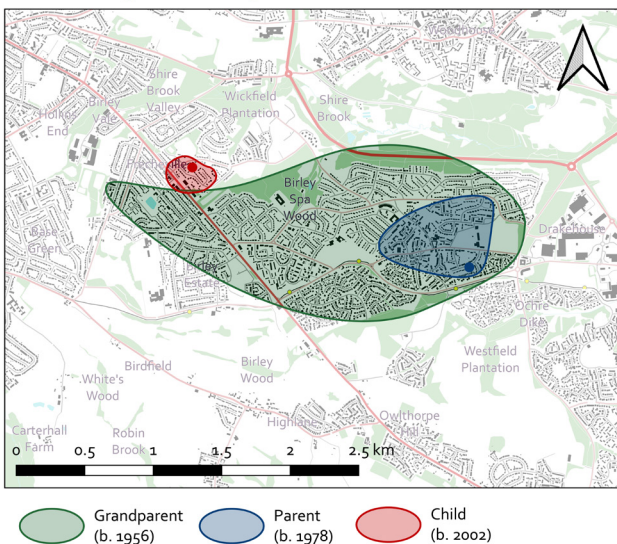 Woodhouse
Shire
Brook
Valley
Wickfield
Plantation
Shire
Brook
Birley
Vale
Hollins
End
Birley
Spa
Wood
Base
Green
Drakehouse
Estate
Ochre
Dike
Birdfield
Birley
Wood
Westfield
Plantation
White's
Wood
Highlane
Owlthorpe
Carterhall
Farm
Robin
Brook
0 0.5 1 1.5 2 2.5 km
Grandparent
(b. 1956)
Parent
(b. 1978)
Child
(b. 2002)